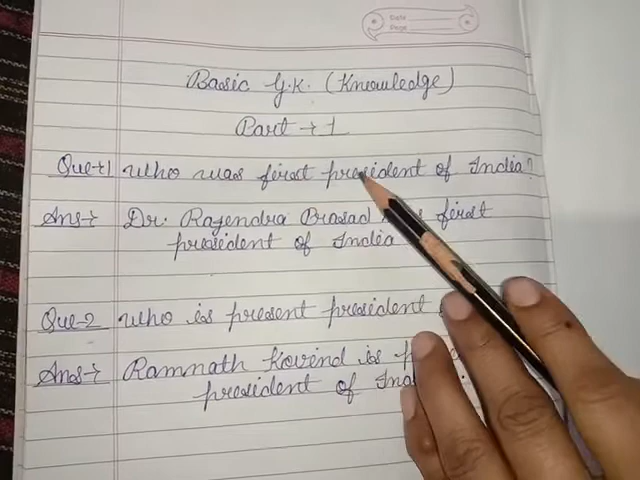 Date
Page
Basic G.K. (Knowledge)
Part → 1
Que→1 who was first president of India?
Ans→ Dr. Rajendra Prasad first
president of India
Que-2 who is present president
Ans→ Ramnath Kovind is
president of